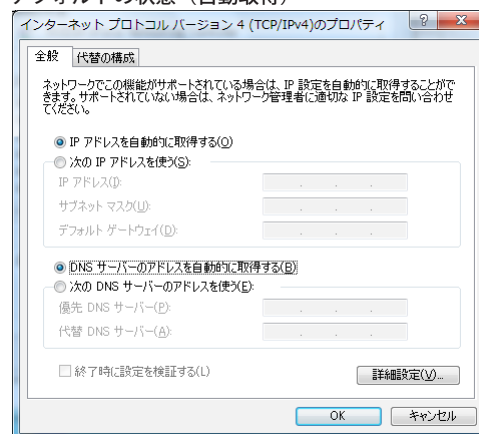 デフォルトの状態（自動取得）
インターネット プロトコル バージョン 4 (TCP/IPv4)のプロパティ
全般 代替の構成
ネットワークでこの機能がサポートされている場合は、IP 設定を自動的に取得することがで
きます。サポートされていない場合は、ネットワーク管理者に適切な IP 設定を問い合わせ
てください。
IP アドレスを自動的に取得する(O)
次の IP アドレスを使う(S):
IP アドレス(I):
サブネット マスク(U):
デフォルト ゲートウェイ(D):
DNS サーバーのアドレスを自動的に取得する(B)
次の DNS サーバーのアドレスを使う(E):
優先 DNS サーバー(P):
代替 DNS サーバー(A):
終了時に設定を検証する(L)
詳細設定(V)...
OK キャンセル